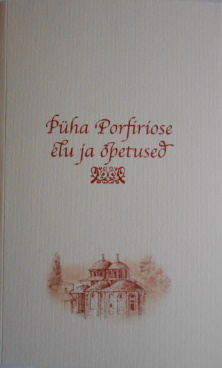 Püha Porfiriose
elu ja õpetused